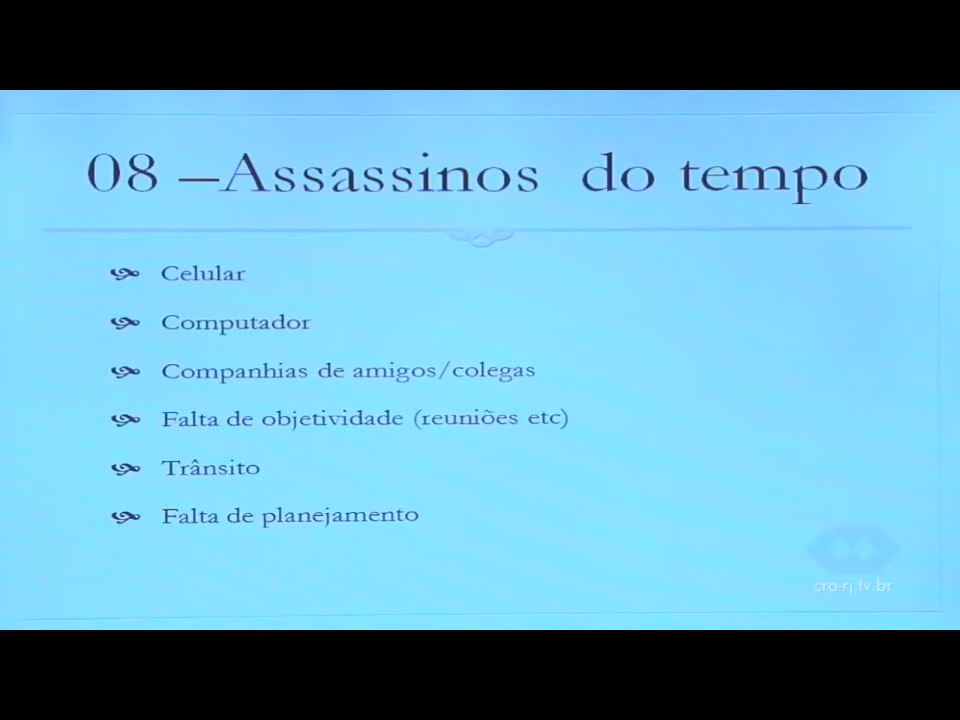 08 –Assassinos do tempo
Celular
Computador
Companhias de amigos/colegas
Falta de objetividade (reuniões etc)
Trânsito
Falta de planejamento
cra-rj.tv.br